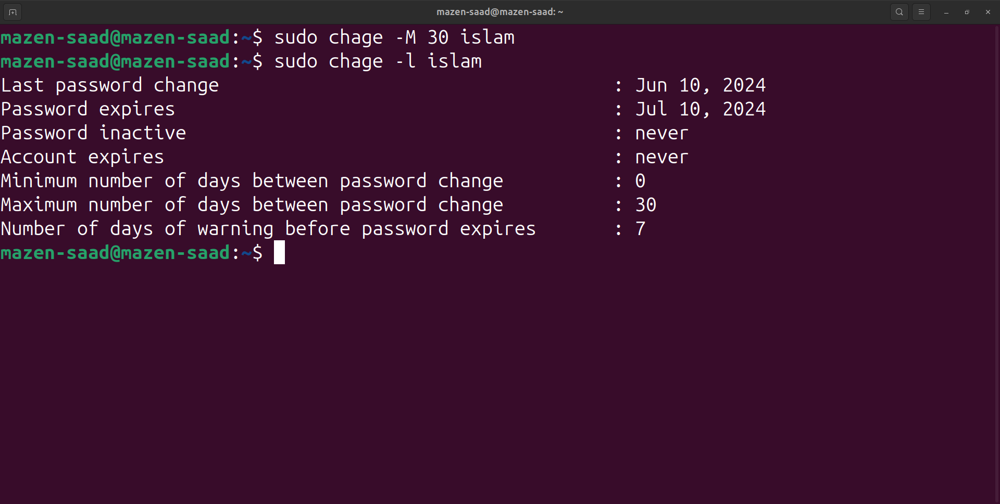 mazen-saad@mazen-saad: ~
mazen-saad@mazen-saad:~$ sudo chage -M 30 islam
mazen-saad@mazen-saad:~$ sudo chage -l islam
Last password change : Jun 10, 2024
Password expires : Jul 10, 2024
Password inactive : never
Account expires : never
Minimum number of days between password change : 0
Maximum number of days between password change : 30
Number of days of warning before password expires : 7
mazen-saad@mazen-saad:~$